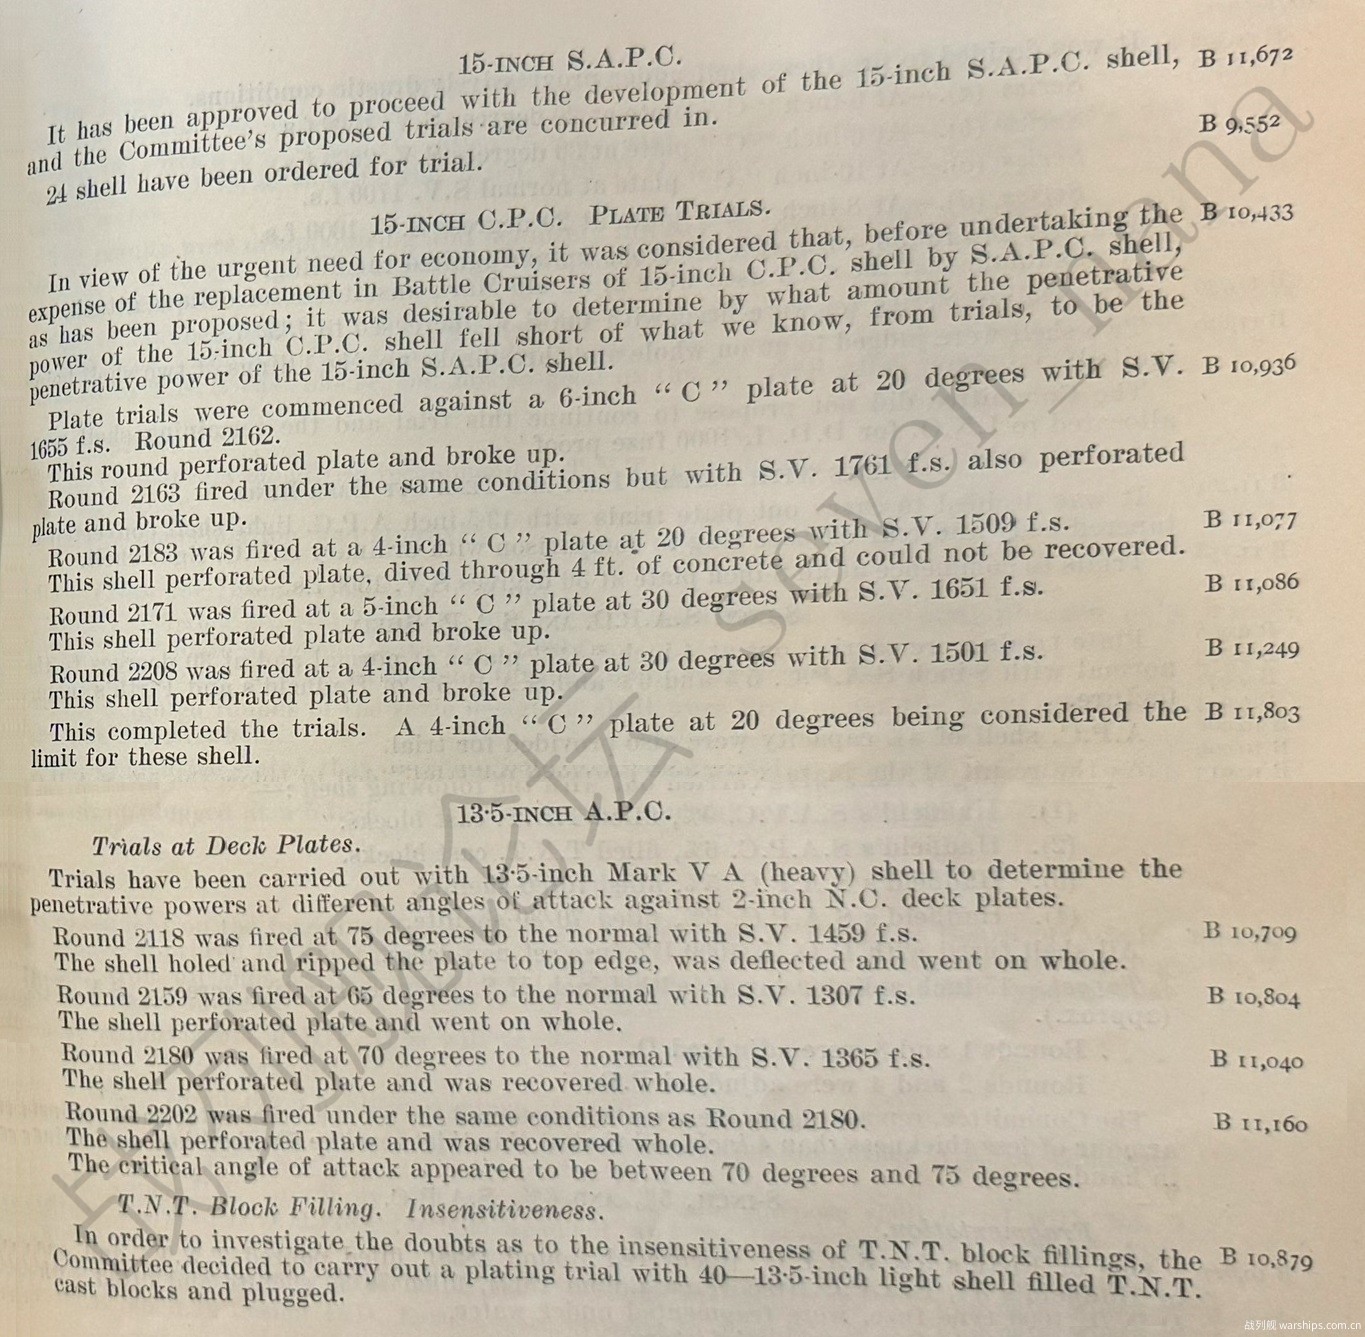 15-INCH S.A.P.C.
It has been approved to proceed with the development of the 15-inch S.A.P.C. shell, B 11,672
and the Committee's proposed trials are concurred in.
24 shell have been ordered for trial. B 9,552
15-INCH C.P.C. PLATE TRIALS.
In view of the urgent need for economy, it was considered that, before undertaking the B 10,433
expense of the replacement in Battle Cruisers of 15-inch C.P.C. shell by S.A.P.C. shell,
as has been proposed; it was desirable to determine by what amount the penetrative
power of the 15-inch C.P.C. shell fell short of what we know, from trials, to be the
penetrative power of the 15-inch S.A.P.C. shell.
Plate trials were commenced against a 6-inch “ C ” plate at 20 degrees with S.V. B 10,936
1655 f.s. Round 2162.
This round perforated plate and broke up.
Round 2163 fired under the same conditions but with S.V. 1761 f.s. also perforated
plate and broke up.
Round 2183 was fired at a 4-inch “ C ” plate at 20 degrees with S.V. 1509 f.s. B 11,077
This shell perforated plate, dived through 4 ft. of concrete and could not be recovered.
Round 2171 was fired at a 5-inch “ C ” plate at 30 degrees with S.V. 1651 f.s. B 11,086
This shell perforated plate and broke up.
Round 2208 was fired at a 4-inch “ C ” plate at 30 degrees with S.V. 1501 f.s. B 11,249
This shell perforated plate and broke up.
This completed the trials. A 4-inch “ C ” plate at 20 degrees being considered the B 11,803
limit for these shell.
13·5-INCH A.P.C.
Trials at Deck Plates.
Trials have been carried out with 13·5-inch Mark V A (heavy) shell to determine the
penetrative powers at different angles of attack against 2-inch N.C. deck plates.
Round 2118 was fired at 75 degrees to the normal with S.V. 1459 f.s. B 10,709
The shell holed and ripped the plate to top edge, was deflected and went on whole.
Round 2159 was fired at 65 degrees to the normal with S.V. 1307 f.s. B 10,804
The shell perforated plate and went on whole.
Round 2180 was fired at 70 degrees to the normal with S.V. 1365 f.s. B 11,040
The shell perforated plate and was recovered whole.
Round 2202 was fired under the same conditions as Round 2180. B 11,160
The shell perforated plate and was recovered whole.
The critical angle of attack appeared to be between 70 degrees and 75 degrees.
T.N.T. Block Filling. Insensitiveness.
In order to investigate the doubts as to the insensitiveness of T.N.T. block fillings, the B 10,879
Committee decided to carry out a plating trial with 40—13·5-inch light shell filled T.N.T.
cast blocks and plugged.
战列舰 warships.com.cn